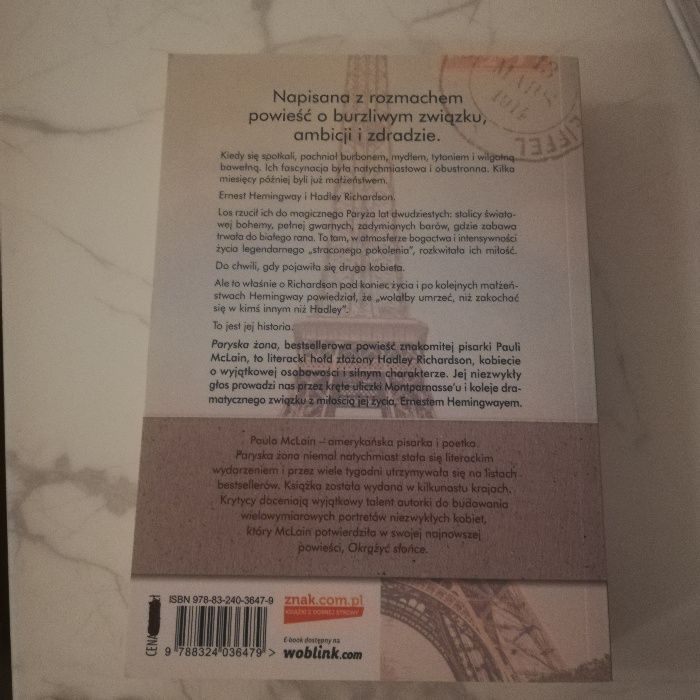 13
MARS
1914
EIFFEL
Napisana z rozmachem
powieść o burzliwym związku,
ambicji i zdradzie.
Kiedy się spotkali, pachniał burbonem, mydłem, tytoniem i wilgotną
bawełną. Ich fascynacja była natychmiastowa i obustronna. Kilka
miesięcy później byli już małżeństwem.
Ernest Hemingway i Hadley Richardson.
Los rzucił ich do magicznego Paryża lat dwudziestych: stolicy świato-
wej bohemy, pełnej gwarnych, zadymionych barów, gdzie zabawa
trwała do białego rana. To tam, w atmosferze bogactwa i intensywności
życia legendarnego „straconego pokolenia”, rozkwitała ich miłość.
Do chwili, gdy pojawiła się druga kobieta.
Ale to właśnie o Richardson pod koniec życia i po kolejnych małżeń-
stwach Hemingway powiedział, że „wolałby umrzeć, niż zakochać
się w kimś innym niż Hadley”.
To jest jej historia.
Paryska żona, bestsellerowa powieść znakomitej pisarki Pauli
McLain, to literacki hołd złożony Hadley Richardson, kobiecie
o wyjątkowej osobowości i silnym charakterze. Jej niezwykły
głos prowadzi nas przez kręte uliczki Montparnasse'u i koleje dra-
matycznego związku z miłością jej życia, Ernestem Hemingwayem.
Paula McLain – amerykańska pisarka i poetka.
Paryska żona niemal natychmiast stała się literackim
wydarzeniem i przez wiele tygodni utrzymywała się na listach
bestsellerów. Książka została wydana w kilkunastu krajach.
Krytycy doceniają wyjątkowy talent autorki do budowania
wielowymiarowych portretów niezwykłych kobiet,
który McLain potwierdziła w swojej najnowszej
powieści, Okrążyć słońce.
ISBN 978-83-240-3647-9
CENA
9 788324 036479 >
znak.com.pl
KSIĄŻKI Z DOBREJ STRONY
E-book dostępny na
woblink.com